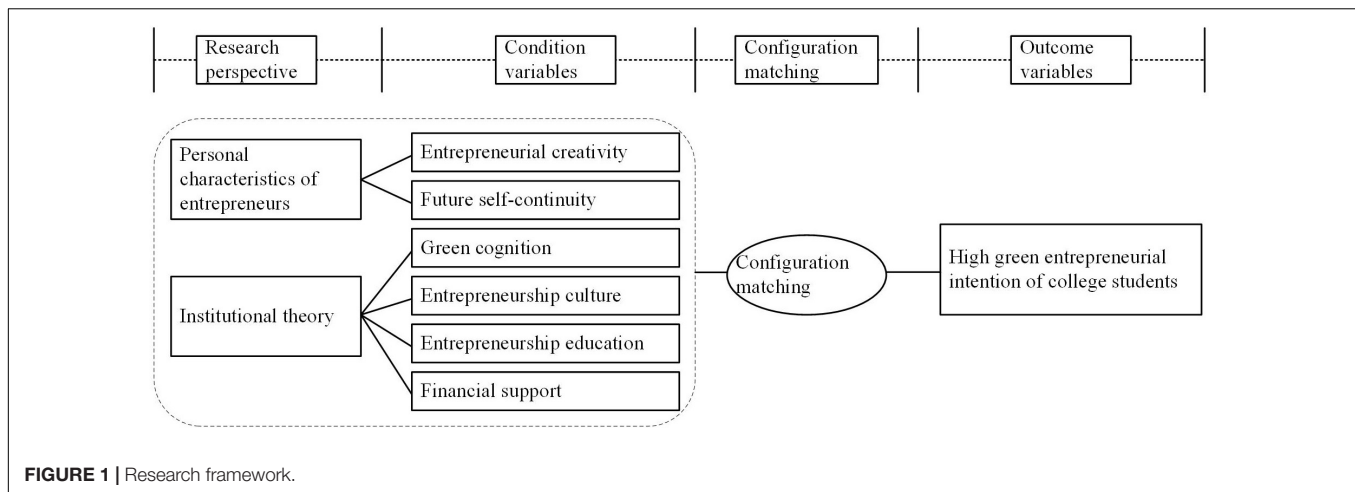 Research
perspective
Condition
variables
Configuration
matching
Outcome
variables
Personal
characteristics of
entrepreneurs
Entrepreneurial creativity
Future self-continuity
Institutional theory
Green cognition
Entrepreneurship culture
Entrepreneurship education
Financial support
Configuration
matching
High green entrepreneurial
intention of college students
FIGURE 1 | Research framework.